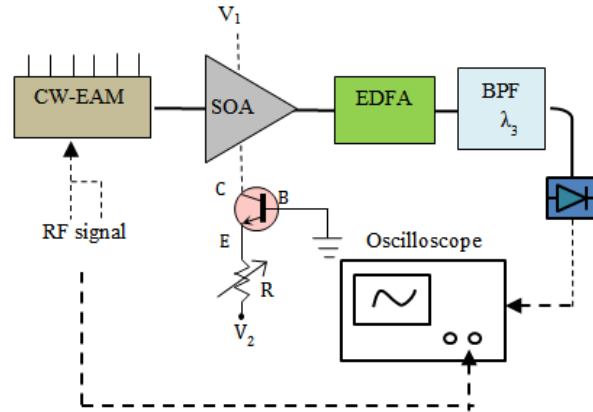 V₁
CW-EAM
SOA
EDFA
BPF
λ₃
C
B
E
RF signal
Oscilloscope
R
V₂